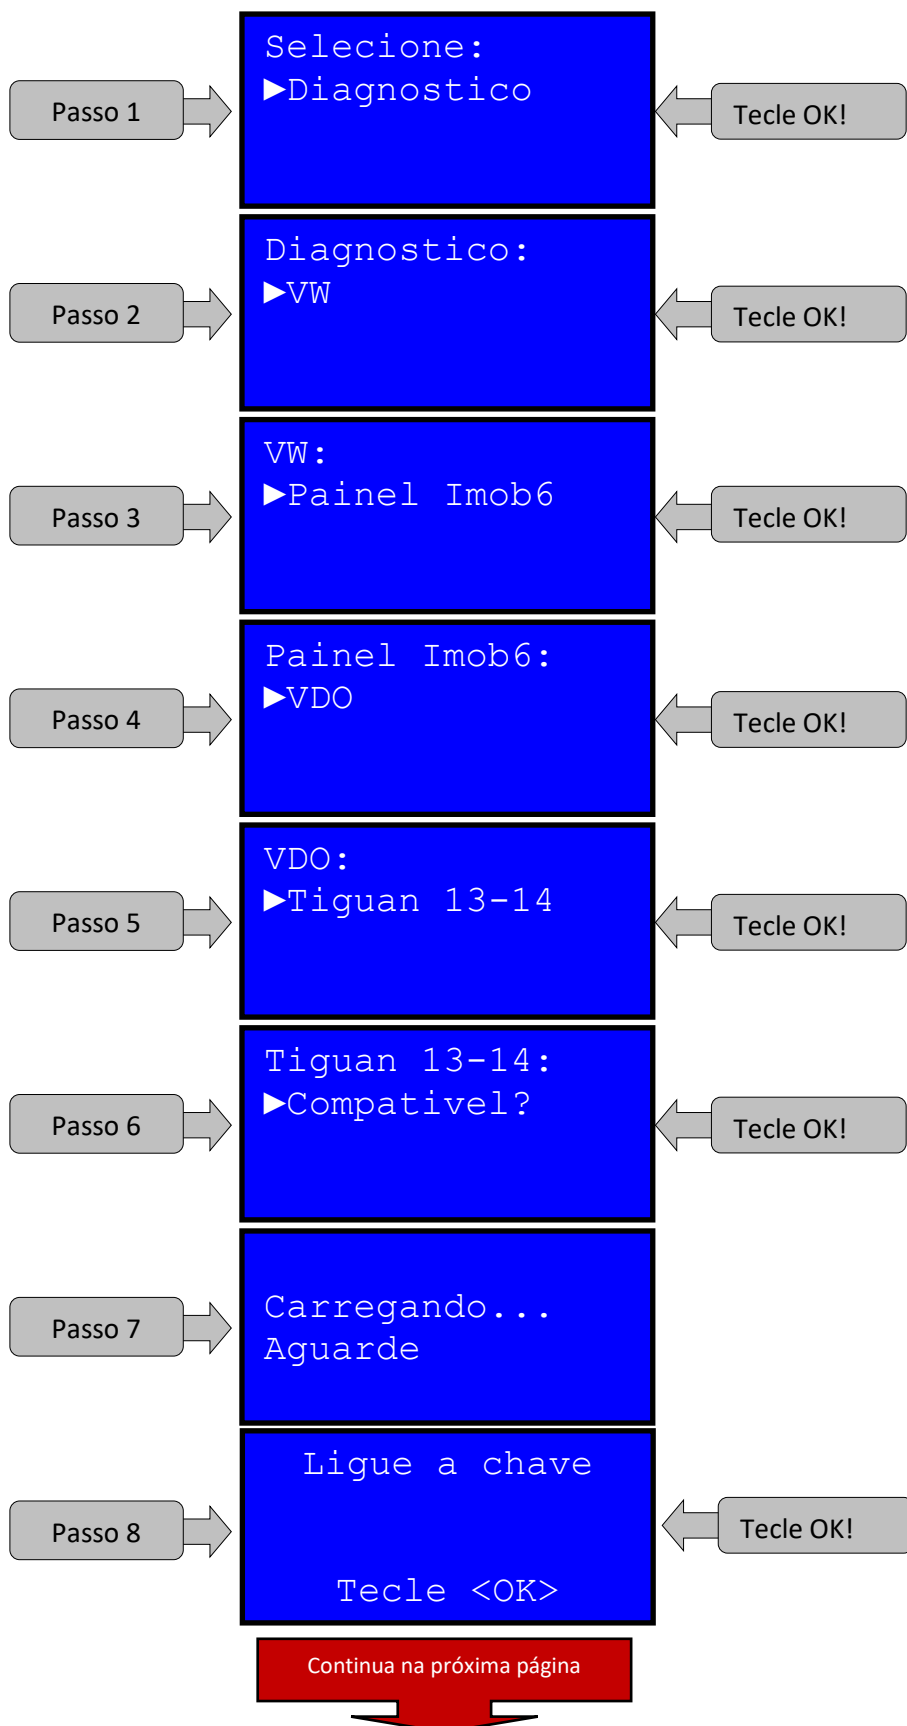 Selecione:
Passo 1
►Diagnostico
Tecle OK!
Diagnostico:
Passo 2
►VW
Tecle OK!
VW:
Passo 3
►Painel Imob6
Tecle OK!
Painel Imob6:
Passo 4
►VDO
Tecle OK!
VDO:
Passo 5
►Tiguan 13-14
Tecle OK!
Tiguan 13-14:
Passo 6
►Compativel?
Tecle OK!
Passo 7
Carregando...
Aguarde
Ligue a chave
Passo 8
Tecle OK!
Tecle <OK>
Continua na próxima página